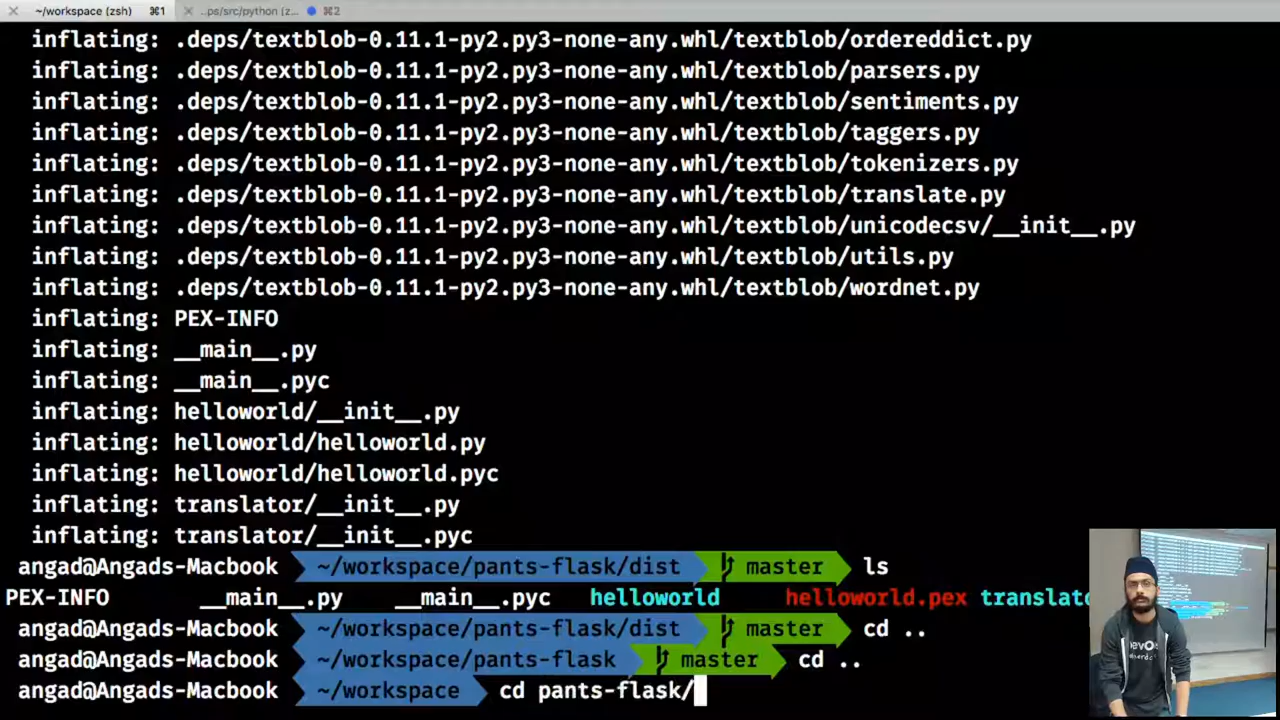 ~/workspace (zsh) ⌘1 ..ps/src/python (z... ⌘2
inflating: .deps/textblob-0.11.1-py2.py3-none-any.whl/textblob/ordereddict.py
inflating: .deps/textblob-0.11.1-py2.py3-none-any.whl/textblob/parsers.py
inflating: .deps/textblob-0.11.1-py2.py3-none-any.whl/textblob/sentiments.py
inflating: .deps/textblob-0.11.1-py2.py3-none-any.whl/textblob/taggers.py
inflating: .deps/textblob-0.11.1-py2.py3-none-any.whl/textblob/tokenizers.py
inflating: .deps/textblob-0.11.1-py2.py3-none-any.whl/textblob/translate.py
inflating: .deps/textblob-0.11.1-py2.py3-none-any.whl/textblob/unicodecsv/__init__.py
inflating: .deps/textblob-0.11.1-py2.py3-none-any.whl/textblob/utils.py
inflating: .deps/textblob-0.11.1-py2.py3-none-any.whl/textblob/wordnet.py
inflating: PEX-INFO
inflating: __main__.py
inflating: __main__.pyc
inflating: helloworld/__init__.py
inflating: helloworld/helloworld.py
inflating: helloworld/helloworld.pyc
inflating: translator/__init__.py
inflating: translator/__init__.pyc
angad@Angads-Macbook ~/workspace/pants-flask/dist master ls
PEX-INFO __main__.py __main__.pyc helloworld helloworld.pex translato
angad@Angads-Macbook ~/workspace/pants-flask/dist master cd ..
angad@Angads-Macbook ~/workspace/pants-flask master cd ..
angad@Angads-Macbook ~/workspace cd pants-flask/